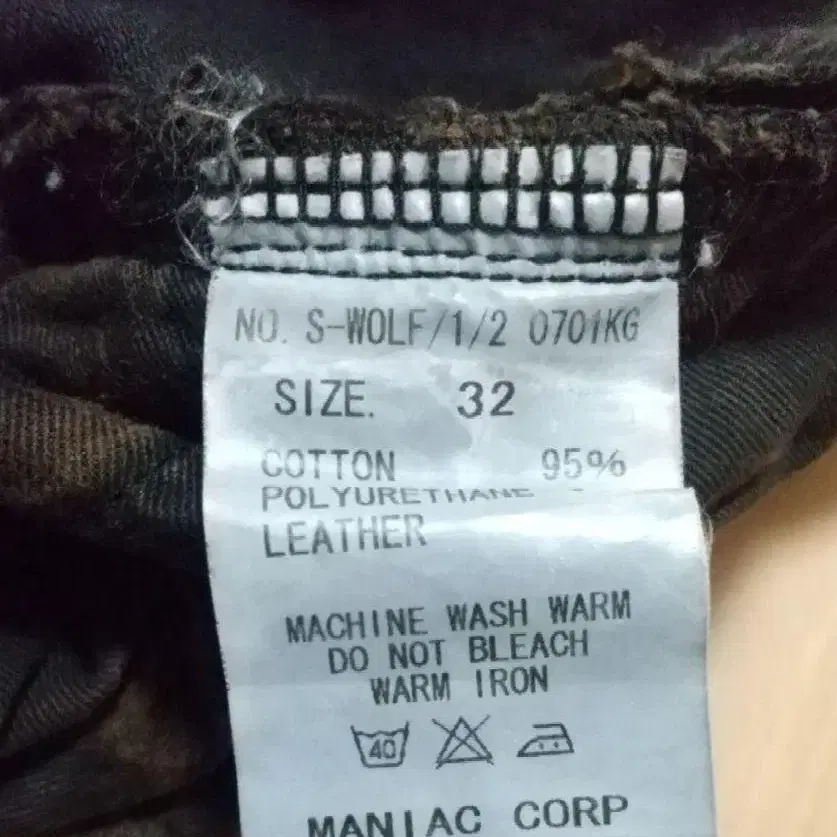 NO. S-WOLF/1/2 0701KG
SIZE. 32
COTTON 95%
POLYURETHANE
LEATHER
MACHINE WASH WARM
DO NOT BLEACH
WARM IRON
40
MANIAC CORP